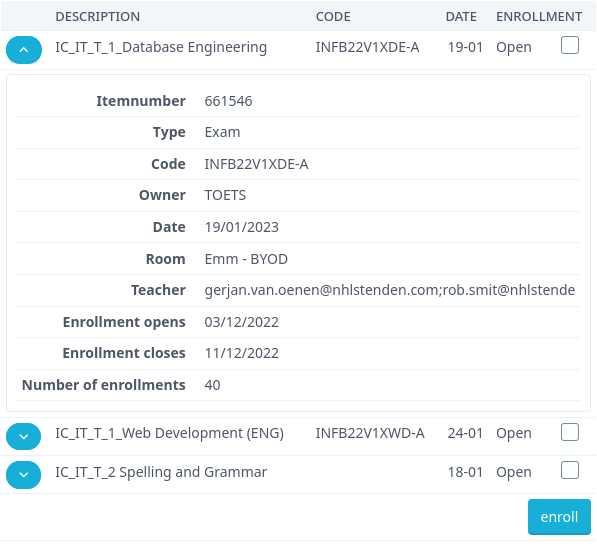 DESCRIPTION CODE DATE ENROLLMENT
IC_IT_T_1_Database Engineering INFB22V1XDE-A 19-01 Open
Itemnumber 661546
Type Exam
Code INFB22V1XDE-A
Owner TOETS
Date 19/01/2023
Room Emm - BYOD
Teacher gerjan.van.oenen@nhlstenden.com;rob.smit@nhlstende
Enrollment opens 03/12/2022
Enrollment closes 11/12/2022
Number of enrollments 40
IC_IT_T_1_Web Development (ENG) INFB22V1XWD-A 24-01 Open
IC_IT_T_2 Spelling and Grammar 18-01 Open
enroll